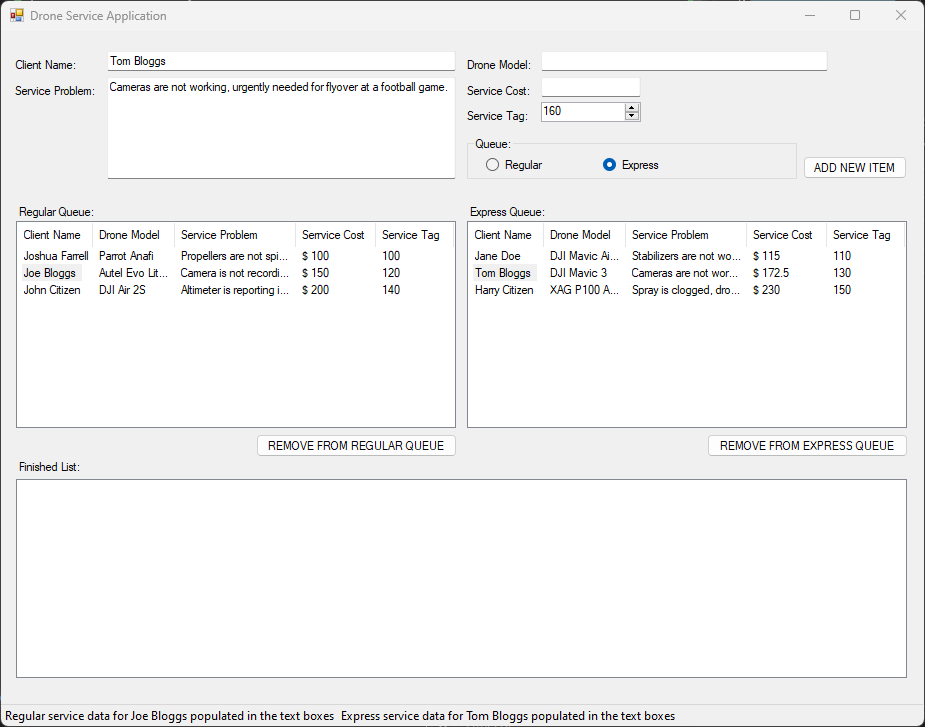 Drone Service Application
Client Name: Tom Bloggs
Drone Model:
Service Problem: Cameras are not working, urgently needed for flyover at a football game.
Service Cost:
Service Tag: 160
Queue:
Regular Express
ADD NEW ITEM
Regular Queue:
Client Name Drone Model Service Problem Serrvice Cost Service Tag
Joshua Farrell Parrot Anafi Propellers are not spi... $ 100 100
Joe Bloggs Autel Evo Lit... Camera is not recordi... $ 150 120
John Citizen DJI Air 2S Altimeter is reporting i... $ 200 140
REMOVE FROM REGULAR QUEUE
Express Queue:
Client Name Drone Model Service Problem Service Cost Service Tag
Jane Doe DJI Mavic Ai... Stabilizers are not wo... $ 115 110
Tom Bloggs DJI Mavic 3 Cameras are not wor... $ 172.5 130
Harry Citizen XAG P100 A... Spray is clogged, dro... $ 230 150
REMOVE FROM EXPRESS QUEUE
Finished List:
Regular service data for Joe Bloggs populated in the text boxes Express service data for Tom Bloggs populated in the text boxes